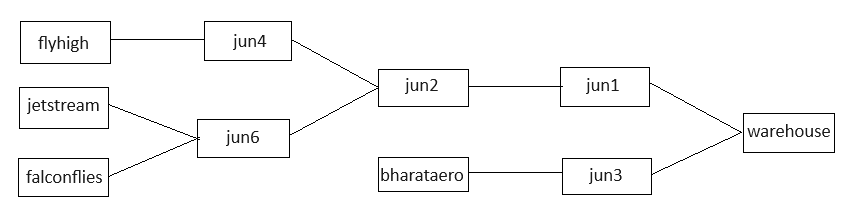 flyhigh
jun4
jetstream
jun6
falconflies
jun2
jun1
bharataero
jun3
warehouse